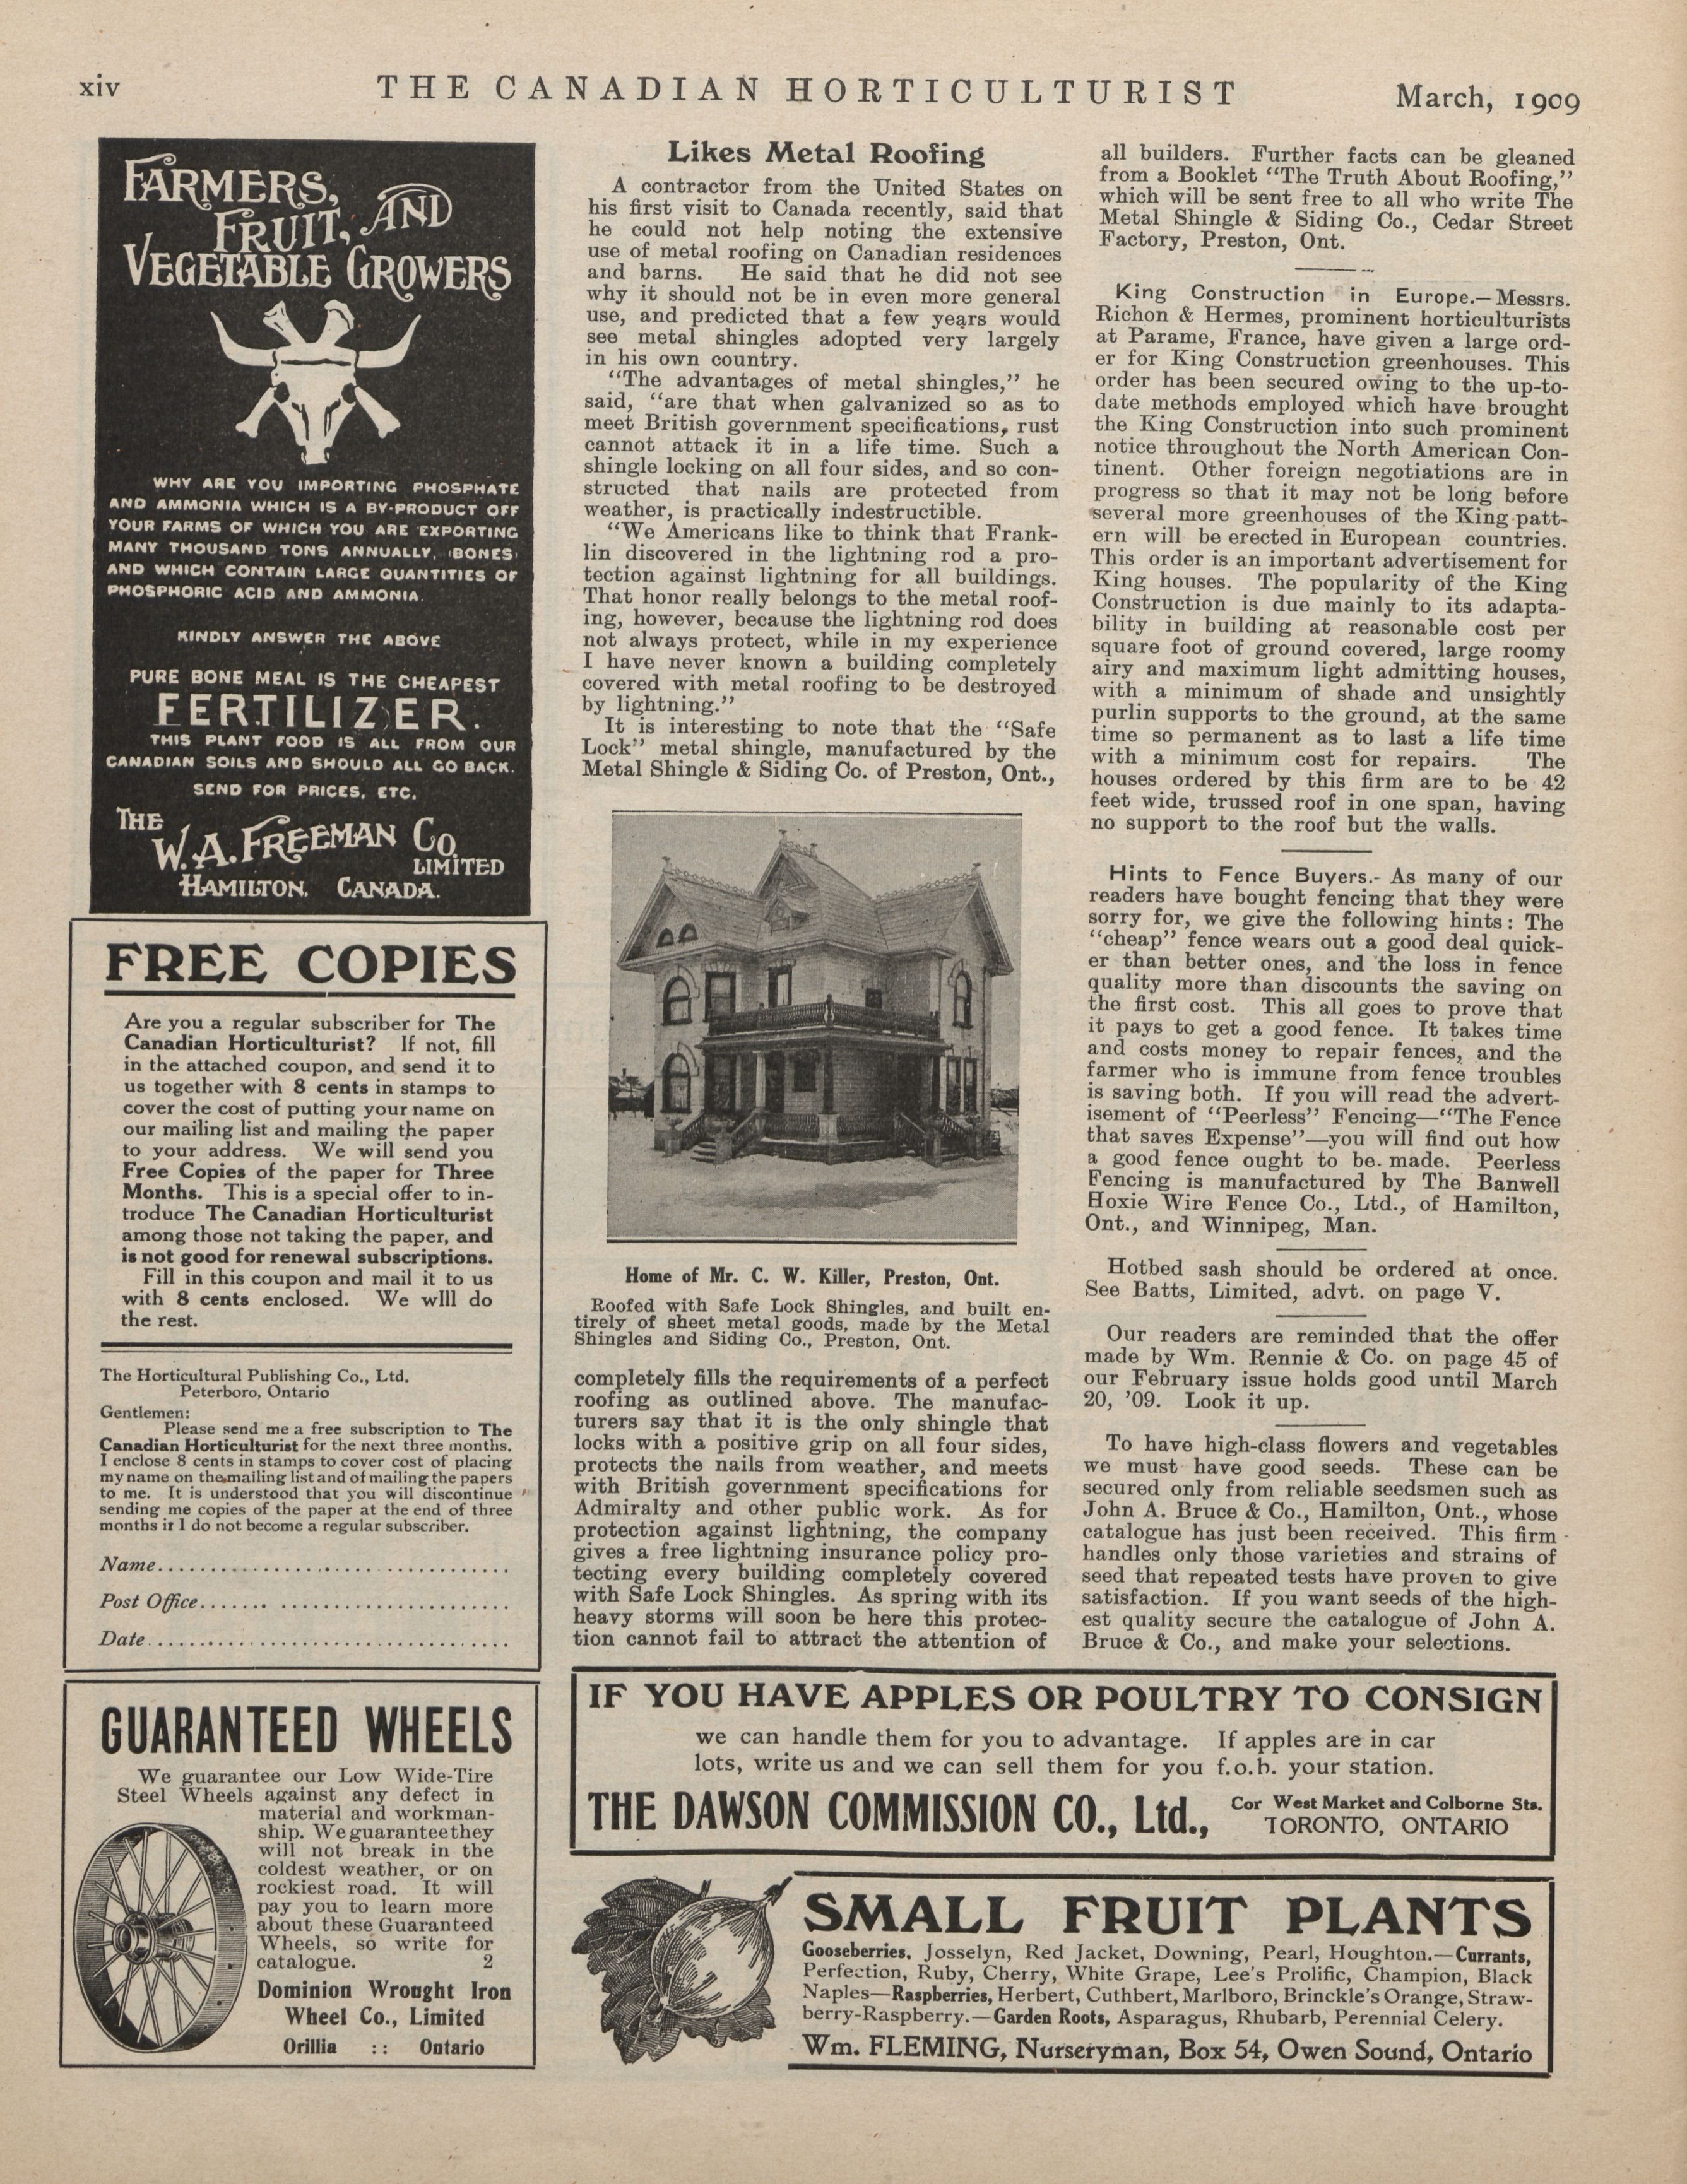 xiv
THE CANADIAN HORTICULTURIST
March, 1909
FARMERS,
FRUIT, AND
VEGETABLE GROWERS
WHY ARE YOU IMPORTING PHOSPHATE
AND AMMONIA WHICH IS A BY-PRODUCT OFF
YOUR FARMS OF WHICH YOU ARE EXPORTING
MANY THOUSAND TONS ANNUALLY, (BONES)
AND WHICH CONTAIN LARGE QUANTITIES OF
PHOSPHORIC ACID AND AMMONIA.
KINDLY ANSWER THE ABOVE
PURE BONE MEAL IS THE CHEAPEST
FERTILIZER.
THIS PLANT FOOD IS ALL FROM OUR
CANADIAN SOILS AND SHOULD ALL GO BACK.
SEND FOR PRICES, ETC.
THE
W. A. FREEMAN CO.
LIMITED
HAMILTON, CANADA.
FREE COPIES
Are you a regular subscriber for The
Canadian Horticulturist? If not, fill
in the attached coupon, and send it to
us together with 8 cents in stamps to
cover the cost of putting your name on
our mailing list and mailing the paper
to your address. We will send you
Free Copies of the paper for Three
Months. This is a special offer to in-
troduce The Canadian Horticulturist
among those not taking the paper, and
is not good for renewal subscriptions.
Fill in this coupon and mail it to us
with 8 cents enclosed. We wlll do
the rest.
The Horticultural Publishing Co., Ltd.
Peterboro, Ontario
Gentlemen:
Please send me a free subscription to The
Canadian Horticulturist for the next three months.
I enclose 8 cents in stamps to cover cost of placing
my name on the mailing list and of mailing the papers
to me. It is understood that you will discontinue
sending me copies of the paper at the end of three
months if I do not become a regular subscriber.
Name..................................
Post Office....... .......................
Date...................................
GUARANTEED WHEELS
We guarantee our Low Wide-Tire
Steel Wheels against any defect in
material and workman-
ship. We guarantee they
will not break in the
coldest weather, or on
rockiest road. It will
pay you to learn more
about these Guaranteed
Wheels, so write for
catalogue. 2
Dominion Wrought Iron
Wheel Co., Limited
Orillia :: Ontario
Likes Metal Roofing
A contractor from the United States on
his first visit to Canada recently, said that
he could not help noting the extensive
use of metal roofing on Canadian residences
and barns. He said that he did not see
why it should not be in even more general
use, and predicted that a few years would
see metal shingles adopted very largely
in his own country.
“The advantages of metal shingles,” he
said, “are that when galvanized so as to
meet British government specifications, rust
cannot attack it in a life time. Such a
shingle locking on all four sides, and so con-
structed that nails are protected from
weather, is practically indestructible.
“We Americans like to think that Frank-
lin discovered in the lightning rod a pro-
tection against lightning for all buildings.
That honor really belongs to the metal roof-
ing, however, because the lightning rod does
not always protect, while in my experience
I have never known a building completely
covered with metal roofing to be destroyed
by lightning.”
It is interesting to note that the “Safe
Lock” metal shingle, manufactured by the
Metal Shingle & Siding Co. of Preston, Ont.,
Home of Mr. C. W. Killer, Preston, Ont.
Roofed with Safe Lock Shingles, and built en-
tirely of sheet metal goods, made by the Metal
Shingles and Siding Co., Preston, Ont.
completely fills the requirements of a perfect
roofing as outlined above. The manufac-
turers say that it is the only shingle that
locks with a positive grip on all four sides,
protects the nails from weather, and meets
with British government specifications for
Admiralty and other public work. As for
protection against lightning, the company
gives a free lightning insurance policy pro-
tecting every building completely covered
with Safe Lock Shingles. As spring with its
heavy storms will soon be here this protec-
tion cannot fail to attract the attention of
all builders. Further facts can be gleaned
from a Booklet “The Truth About Roofing,”
which will be sent free to all who write The
Metal Shingle & Siding Co., Cedar Street
Factory, Preston, Ont.
King Construction in Europe.—Messrs.
Richon & Hermes, prominent horticulturists
at Parame, France, have given a large ord-
er for King Construction greenhouses. This
order has been secured owing to the up-to-
date methods employed which have brought
the King Construction into such prominent
notice throughout the North American Con-
tinent. Other foreign negotiations are in
progress so that it may not be long before
several more greenhouses of the King patt-
ern will be erected in European countries.
This order is an important advertisement for
King houses. The popularity of the King
Construction is due mainly to its adapta-
bility in building at reasonable cost per
square foot of ground covered, large roomy
airy and maximum light admitting houses,
with a minimum of shade and unsightly
purlin supports to the ground, at the same
time so permanent as to last a life time
with a minimum cost for repairs. The
houses ordered by this firm are to be 42
feet wide, trussed roof in one span, having
no support to the roof but the walls.
Hints to Fence Buyers.- As many of our
readers have bought fencing that they were
sorry for, we give the following hints: The
“cheap” fence wears out a good deal quick-
er than better ones, and the loss in fence
quality more than discounts the saving on
the first cost. This all goes to prove that
it pays to get a good fence. It takes time
and costs money to repair fences, and the
farmer who is immune from fence troubles
is saving both. If you will read the advert-
isement of “Peerless” Fencing—“The Fence
that saves Expense”—you will find out how
a good fence ought to be made. Peerless
Fencing is manufactured by The Banwell
Hoxie Wire Fence Co., Ltd., of Hamilton,
Ont., and Winnipeg, Man.
Hotbed sash should be ordered at once.
See Batts, Limited, advt. on page V.
Our readers are reminded that the offer
made by Wm. Rennie & Co. on page 45 of
our February issue holds good until March
20, ’09. Look it up.
To have high-class flowers and vegetables
we must have good seeds. These can be
secured only from reliable seedsmen such as
John A. Bruce & Co., Hamilton, Ont., whose
catalogue has just been received. This firm
handles only those varieties and strains of
seed that repeated tests have proven to give
satisfaction. If you want seeds of the high-
est quality secure the catalogue of John A.
Bruce & Co., and make your selections.
IF YOU HAVE APPLES OR POULTRY TO CONSIGN
we can handle them for you to advantage. If apples are in car
lots, write us and we can sell them for you f.o.b. your station.
THE DAWSON COMMISSION CO., Ltd.,
Cor West Market and Colborne Sts.
TORONTO, ONTARIO
SMALL FRUIT PLANTS
Gooseberries, Josselyn, Red Jacket, Downing, Pearl, Houghton.—Currants,
Perfection, Ruby, Cherry, White Grape, Lee's Prolific, Champion, Black
Naples—Raspberries, Herbert, Cuthbert, Marlboro, Brinckle's Orange, Straw-
berry-Raspberry.—Garden Roots, Asparagus, Rhubarb, Perennial Celery.
Wm. FLEMING, Nurseryman, Box 54, Owen Sound, Ontario